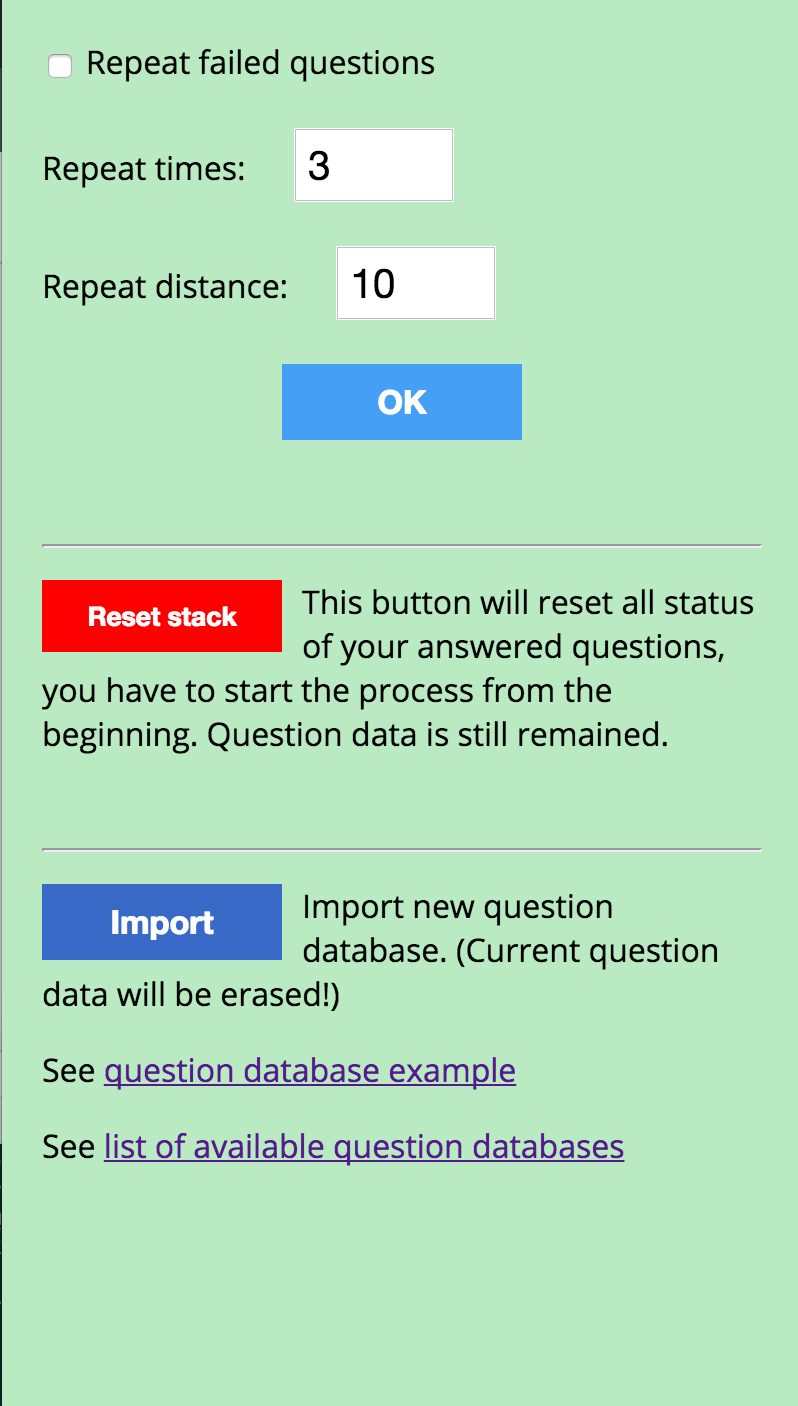 Repeat failed questions
Repeat times: 3
Repeat distance: 10
OK
Reset stack
This button will reset all status
of your answered questions,
you have to start the process from the
beginning. Question data is still remained.
Import
Import new question
database. (Current question
data will be erased!)
See question database example
See list of available question databases